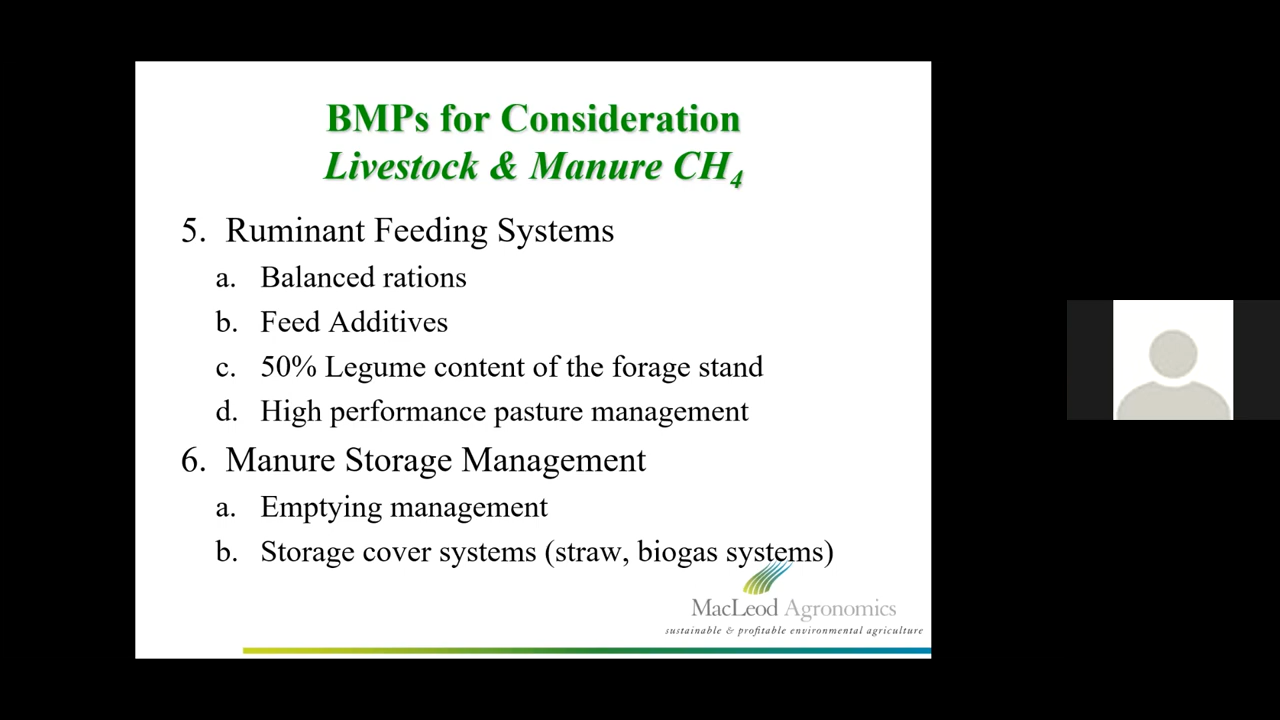 BMPs for Consideration
Livestock & Manure CH₄
5. Ruminant Feeding Systems
a. Balanced rations
b. Feed Additives
c. 50% Legume content of the forage stand
d. High performance pasture management
6. Manure Storage Management
a. Emptying management
b. Storage cover systems (straw, biogas systems)
MacLeod Agronomics
sustainable & profitable environmental agriculture